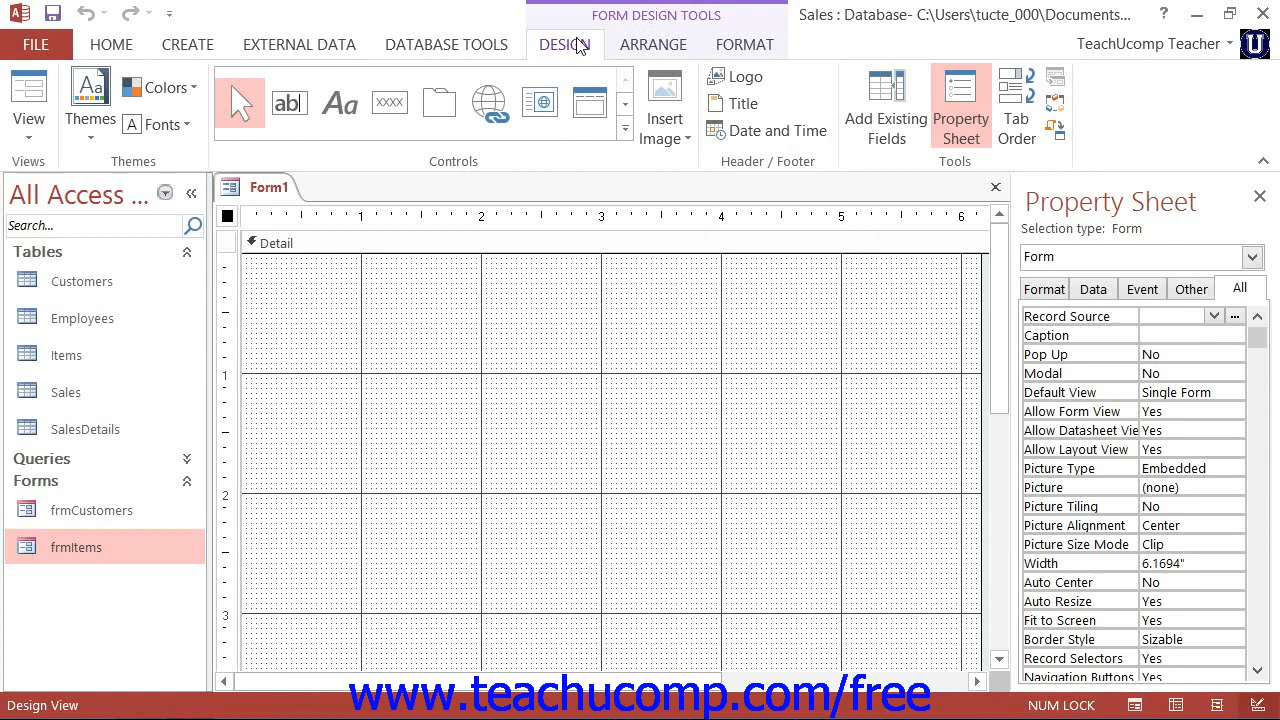 FORM DESIGN TOOLS
Sales : Database- C:\Users\tucte_000\Documents...
?
FILE
HOME
CREATE
EXTERNAL DATA
DATABASE TOOLS
DESIGN
ARRANGE
FORMAT
TeachUcomp Teacher
View
Themes
Colors
Fonts
ab
Aa
XXXX
Insert
Image
Logo
Title
Date and Time
Add Existing
Fields
Property
Sheet
Tab
Order
Views
Themes
Controls
Header / Footer
Tools
All Access ...
Search...
Tables
Customers
Employees
Items
Sales
SalesDetails
Queries
Forms
frmCustomers
frmItems
Form1
1 2 3 4 5 6
Detail
1
2
3
Property Sheet
Selection type: Form
Form
Format Data Event Other All
Record Source
Caption
Pop Up No
Modal No
Default View Single Form
Allow Form View Yes
Allow Datasheet Vie Yes
Allow Layout View Yes
Picture Type Embedded
Picture (none)
Picture Tiling No
Picture Alignment Center
Picture Size Mode Clip
Width 6.1694"
Auto Center No
Auto Resize Yes
Fit to Screen Yes
Border Style Sizable
Record Selectors Yes
Navigation Buttons Yes
www.teachucomp.com/free
Design View
NUM LOCK